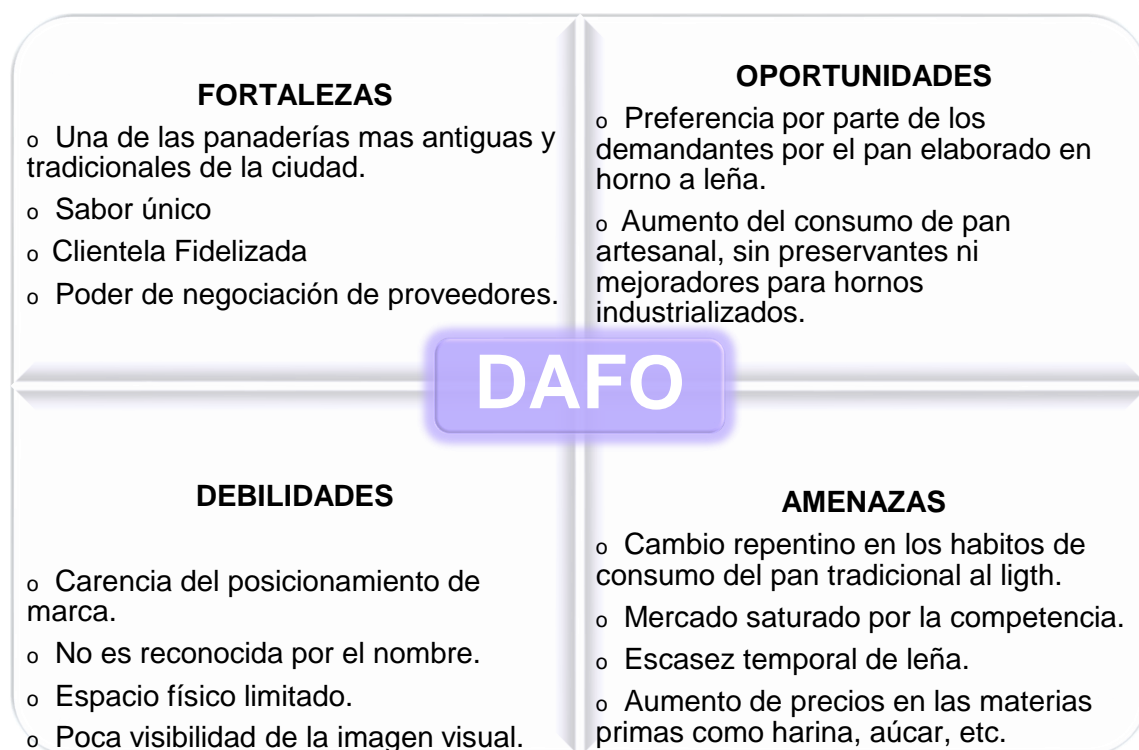 FORTALEZAS
o Una de las panaderías mas antiguas y
tradicionales de la ciudad.
o Sabor único
o Clientela Fidelizada
o Poder de negociación de proveedores.
OPORTUNIDADES
o Preferencia por parte de los
demandantes por el pan elaborado en
horno a leña.
o Aumento del consumo de pan
artesanal, sin preservantes ni
mejoradores para hornos
industrializados.
DAFO
DEBILIDADES
o Carencia del posicionamiento de
marca.
o No es reconocida por el nombre.
o Espacio físico limitado.
o Poca visibilidad de la imagen visual.
AMENAZAS
o Cambio repentino en los habitos de
consumo del pan tradicional al ligth.
o Mercado saturado por la competencia.
o Escasez temporal de leña.
o Aumento de precios en las materias
primas como harina, aúcar, etc.